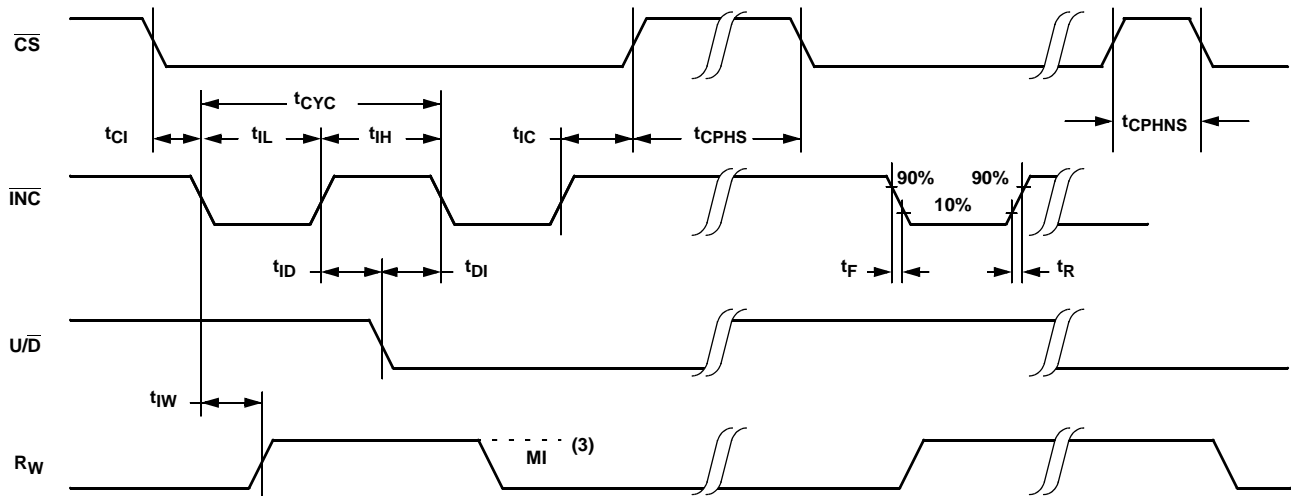 CS
tCYC
tCI tIL tIH tIC tCPHS tCPHNS
INC
90% 90%
10%
tID tDI tF tR
U/D
tIW
RW
MI (3)